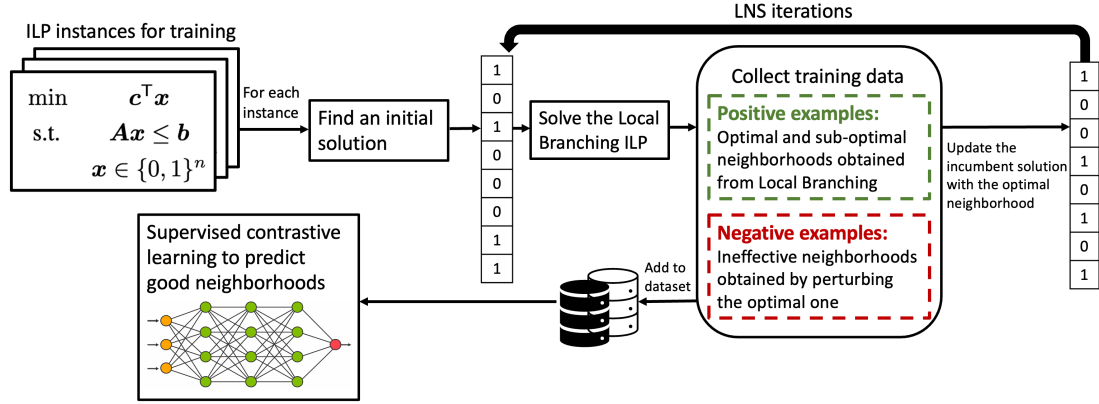 LNS iterations
ILP instances for training
min c⊤x
s.t. Ax ≤ b
x ∈ {0, 1}ⁿ
For each
instance
Find an initial
solution
1
0
1
0
0
0
1
1
Solve the Local
Branching ILP
Collect training data
Positive examples:
Optimal and sub-optimal
neighborhoods obtained
from Local Branching
Negative examples:
Ineffective neighborhoods
obtained by perturbing
the optimal one
Update the
incumbent solution
with the optimal
neighborhood
1
0
0
1
0
1
0
1
Add to
dataset
Supervised contrastive
learning to predict
good neighborhoods